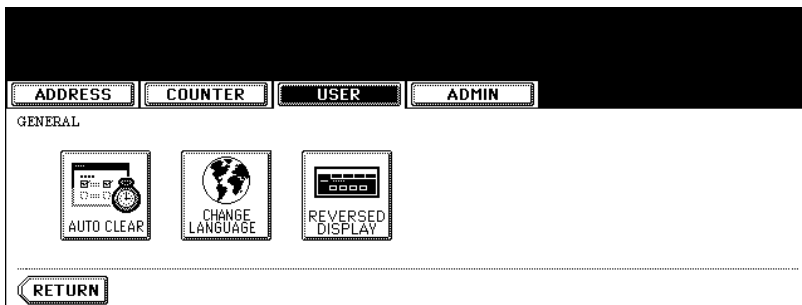 ADDRESS COUNTER USER ADMIN
GENERAL
AUTO CLEAR
CHANGE
LANGUAGE
REVERSED
DISPLAY
RETURN